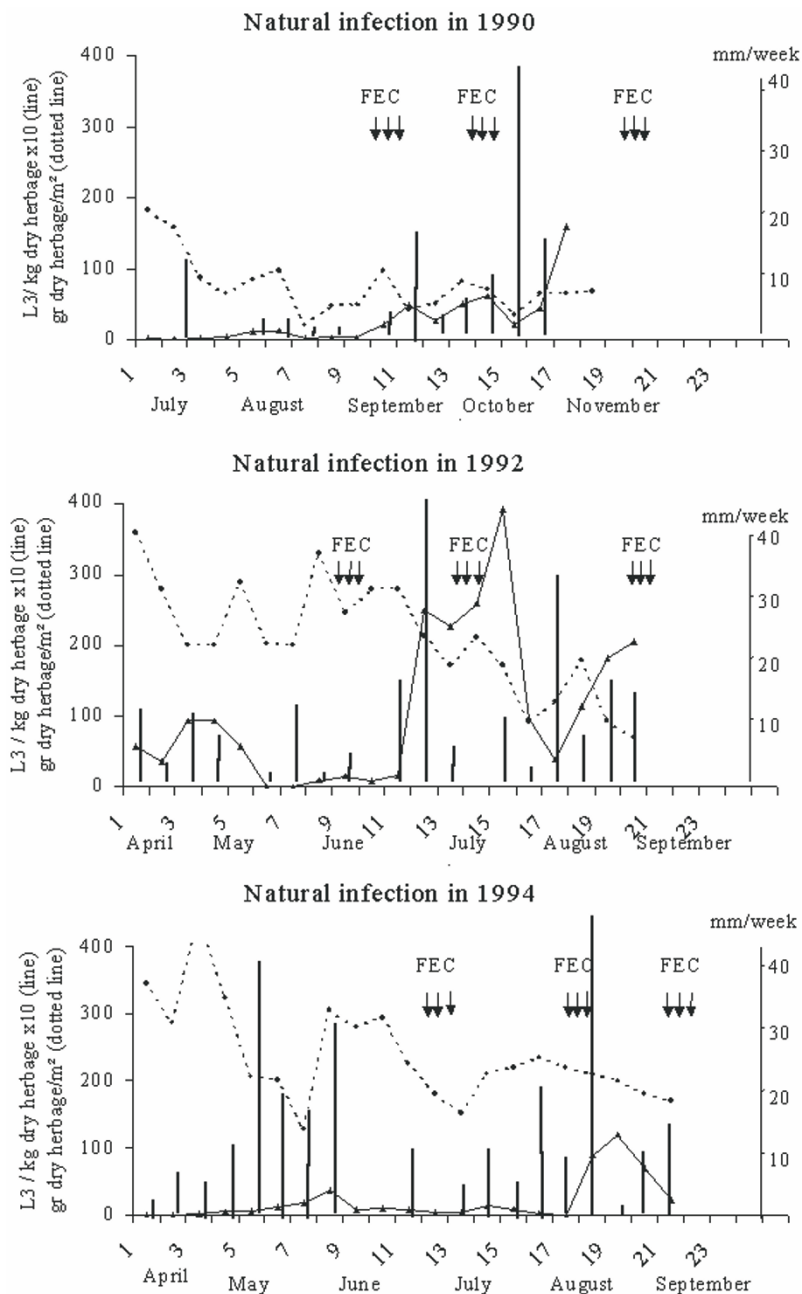 Natural infection in 1990
L3/ kg dry herbage x10 (line)
gr dry herbage/m² (dotted line)
mm/week
400
300
200
100
0
40
30
20
10
FEC FEC FEC
1 3 5 7 9 11 13 15 17 19 21 23
July August September October November
Natural infection in 1992
L3 / kg dry herbage x10 (line)
gr dry herbage/m² (dotted line)
mm/week
400
300
200
100
0
40
30
20
10
FEC FEC FEC
1 3 5 7 9 11 13 15 17 19 21 23
April May June July August September
Natural infection in 1994
L3 / kg dry herbage x10 (line)
gr dry herbage/m² (dotted line)
mm/week
400
300
200
100
0
40
30
20
10
FEC FEC FEC
1 3 5 7 9 11 13 15 17 19 21 23
April May June July August September